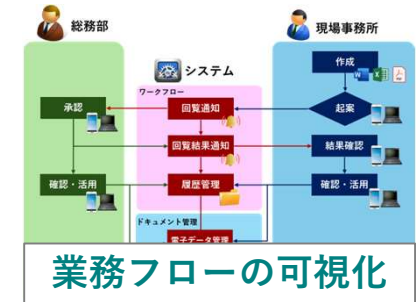 総務部
現場事務所
システム
ワークフロー
作成
承認
回覧通知
起案
回覧結果通知
結果確認
確認・活用
履歴管理
確認・活用
ドキュメント管理
電子データ管理
業務フローの可視化